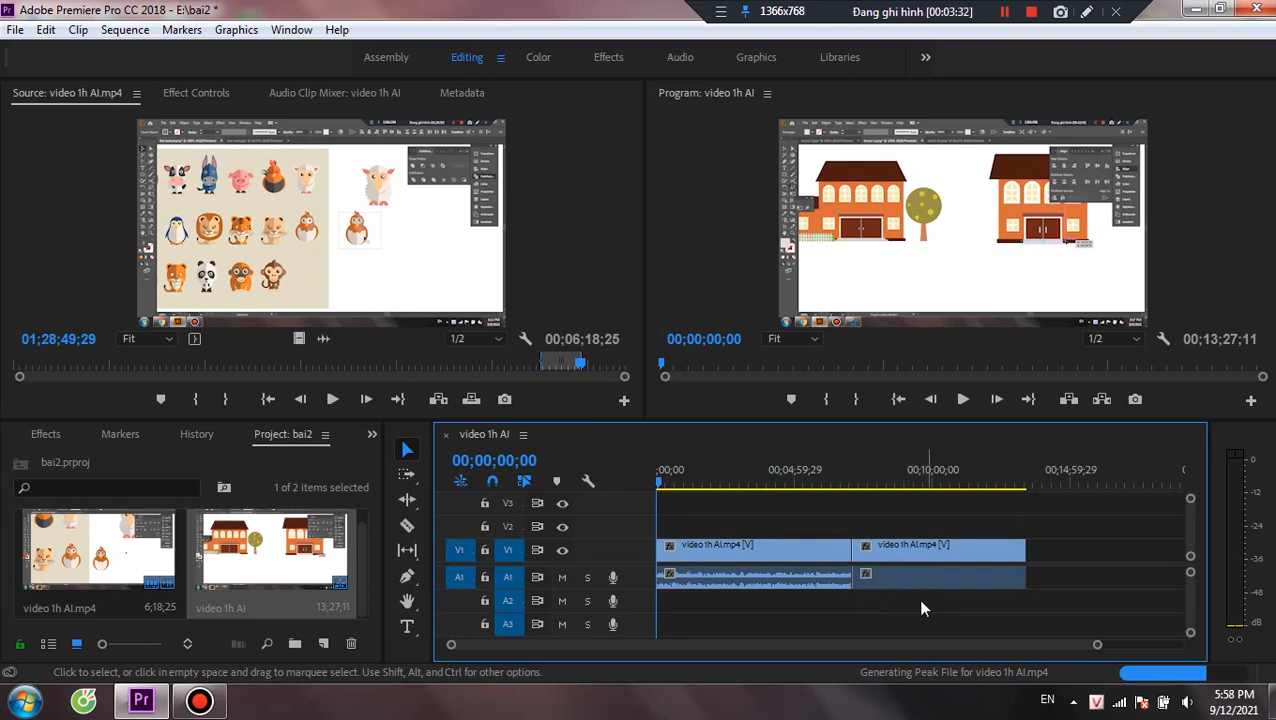 Adobe Premiere Pro CC 2018 - E:\bai2 *
1366x768
Đang ghi hình [00:03:32]
File Edit Clip Sequence Markers Graphics Window Help
Assembly Editing Color Effects Audio Graphics Libraries
Source: video 1h AI.mp4 Effect Controls Audio Clip Mixer: video 1h AI Metadata
Program: video 1h AI
01:28:49:29 Fit 1/2 00;06;18;25
00;00;00;00 Fit 1/2 00;13;27;11
Effects Markers History Project: bai2
bai2.prproj
1 of 2 items selected
video 1h AI.mp4 6;18;25
video 1h AI 13;27;11
video 1h AI
00;00;00;00
;00;00 00;04;59;29 00;10;00;00 00;14;59;29
V3
V2
V1 V1 video 1h AI.mp4 [V] video 1h AI.mp4 [V]
A1 A1 M S
A2 M S
A3 M S
0
-12
-24
-36
-48
dB
Click to select, or click in empty space and drag to marquee select. Use Shift, Alt, and Ctrl for other options.
Generating Peak File for video 1h AI.mp4
EN
5:58 PM
9/12/2021